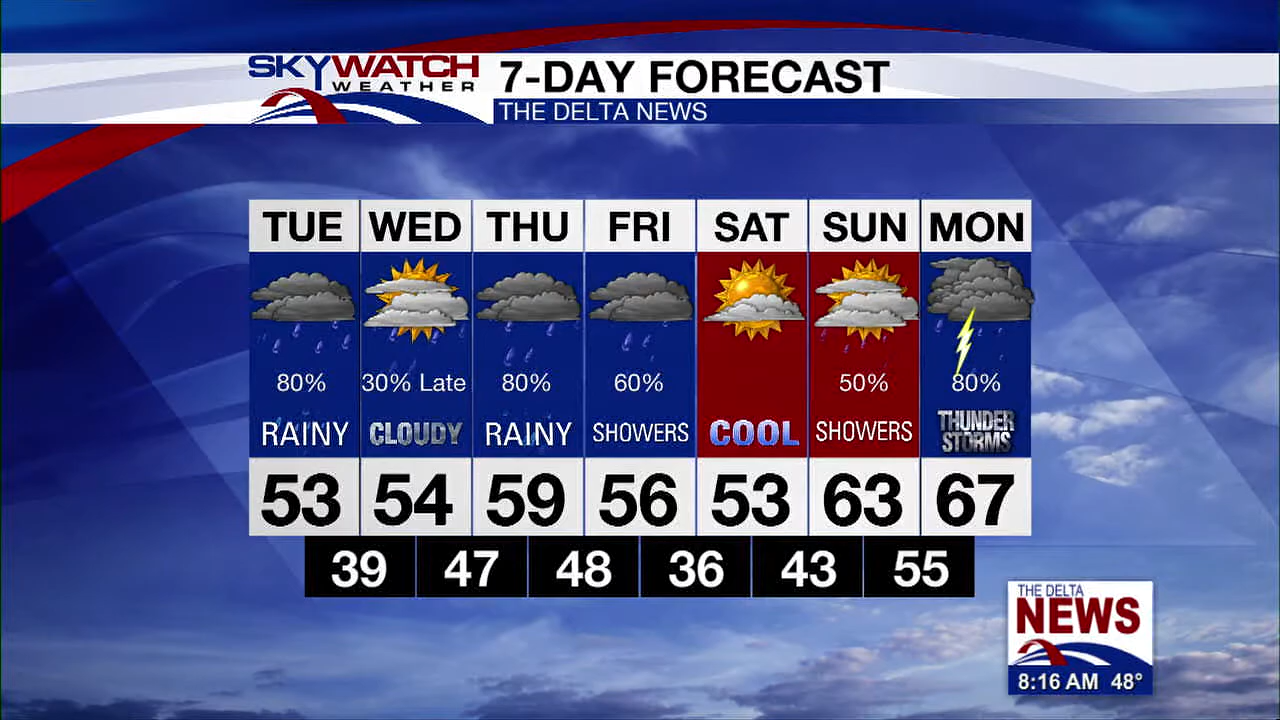 SKYWATCH
WEATHER
7-DAY FORECAST
THE DELTA NEWS
TUE WED THU FRI SAT SUN MON
80% 30% Late 80% 60% 50% 80%
RAINY CLOUDY RAINY SHOWERS COOL SHOWERS THUNDER
STORMS
53 54 59 56 53 63 67
39 47 48 36 43 55
THE DELTA
NEWS
8:16 AM 48°